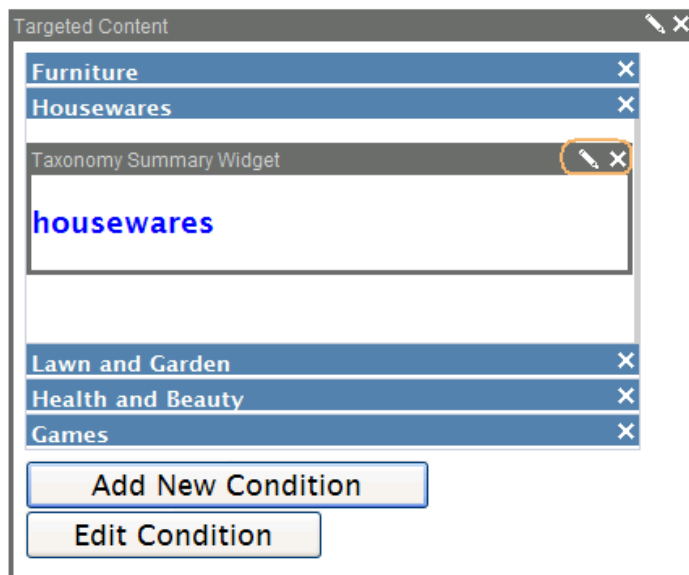 Targeted Content
Furniture
Housewares
Taxonomy Summary Widget
housewares
Lawn and Garden
Health and Beauty
Games
Add New Condition
Edit Condition